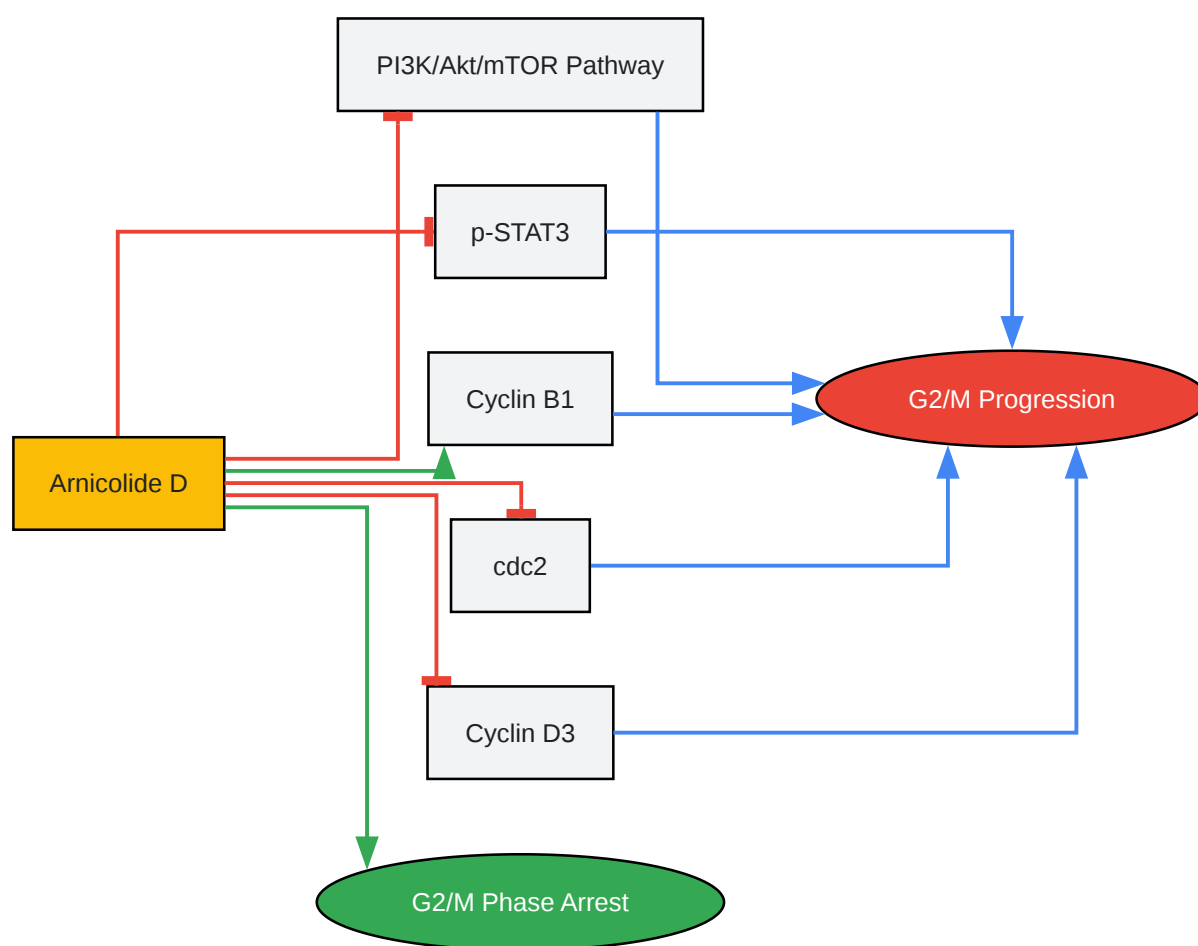 PI3K/Akt/mTOR Pathway
p-STAT3
Cyclin B1
G2/M Progression
Arnicolide D
cdc2
Cyclin D3
G2/M Phase Arrest